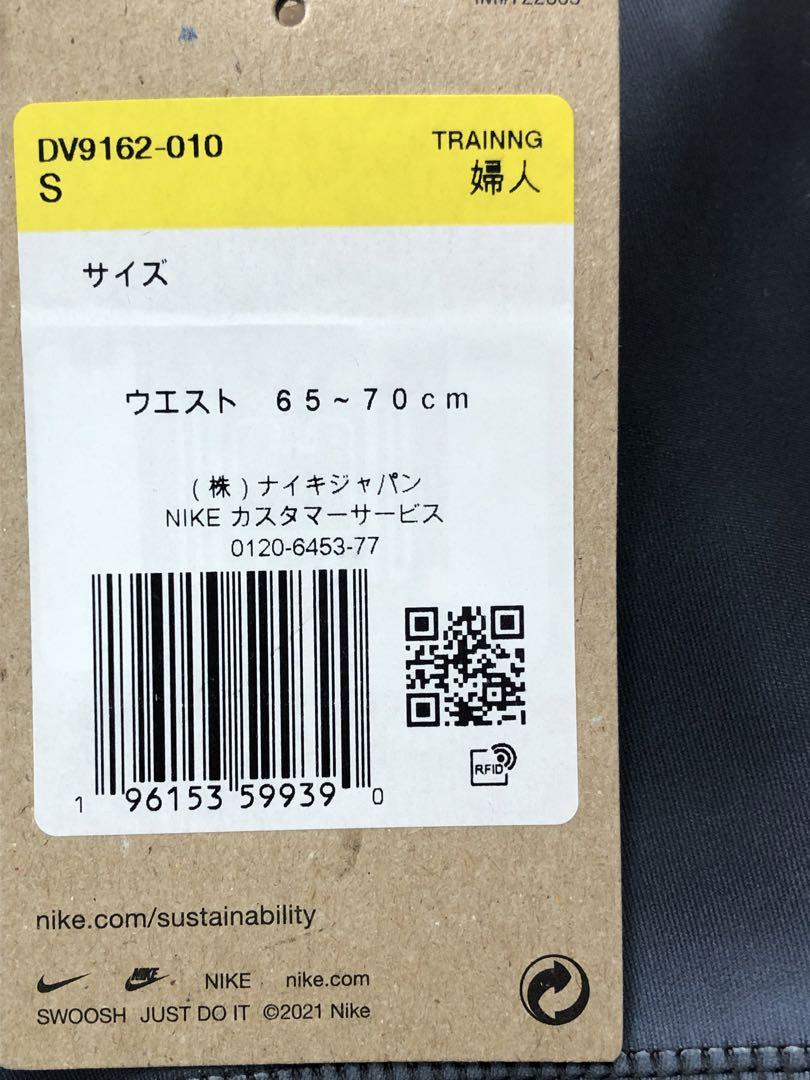 DV9162-010
TRAINNG
S
婦人
サイズ
ウエスト 65~70cm
(株)ナイキジャパン
NIKE カスタマーサービス
0120-6453-77
RFID
1 96153 59939 0
nike.com/sustainability
NIKE NIKE nike.com
SWOOSH JUST DO IT ©2021 Nike